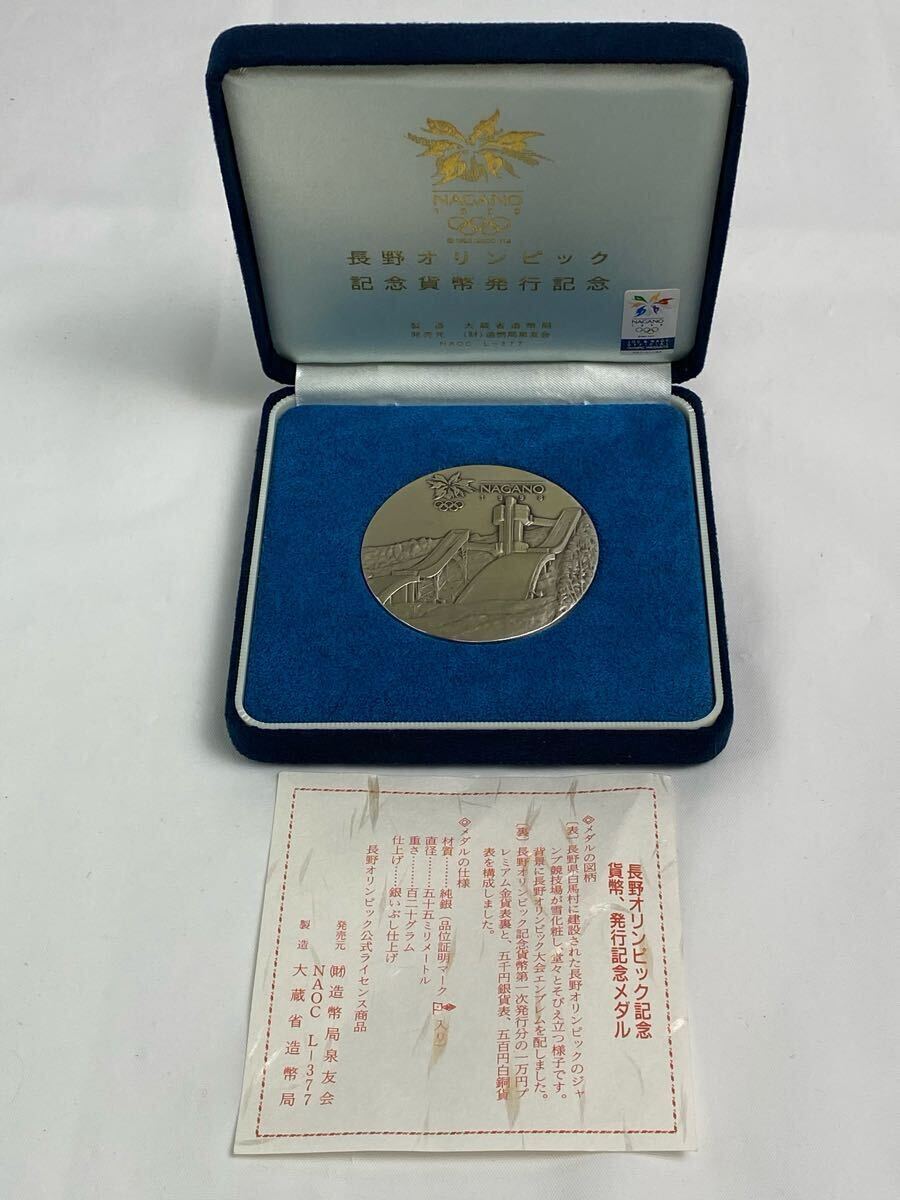 NAGANO
1998
長野オリンピック
記念貨幣発行記念
製造 大蔵省造幣局
発売元 (財)造幣局泉友会
NAOC L-377
NAGANO
1998
NAGANO
1998
長野オリンピック記念
貨幣、発行記念メダル
◎メダルの図柄
〔表〕長野県白馬村に建設された長野オリンピックのジャ
ンプ競技場が雪化粧し、堂々とそびえ立つ様子です。
背景に長野オリンピック大会エンブレムを配しました。
〔裏〕長野オリンピック記念貨幣第一次発行分の一万円プ
レミアム金貨表裏と、五千円銀貨表、五百円白銅貨
表を構成しました。
◎メダルの仕様
材質………純銀(品位証明マーク 入り)
直径………五十五ミリメートル
重さ………百二十グラム
仕上げ……銀いぶし仕上げ
長野オリンピック公式ライセンス商品
発売元 (財)造幣局泉友会
NAOC L-377
製造 大蔵省造幣局